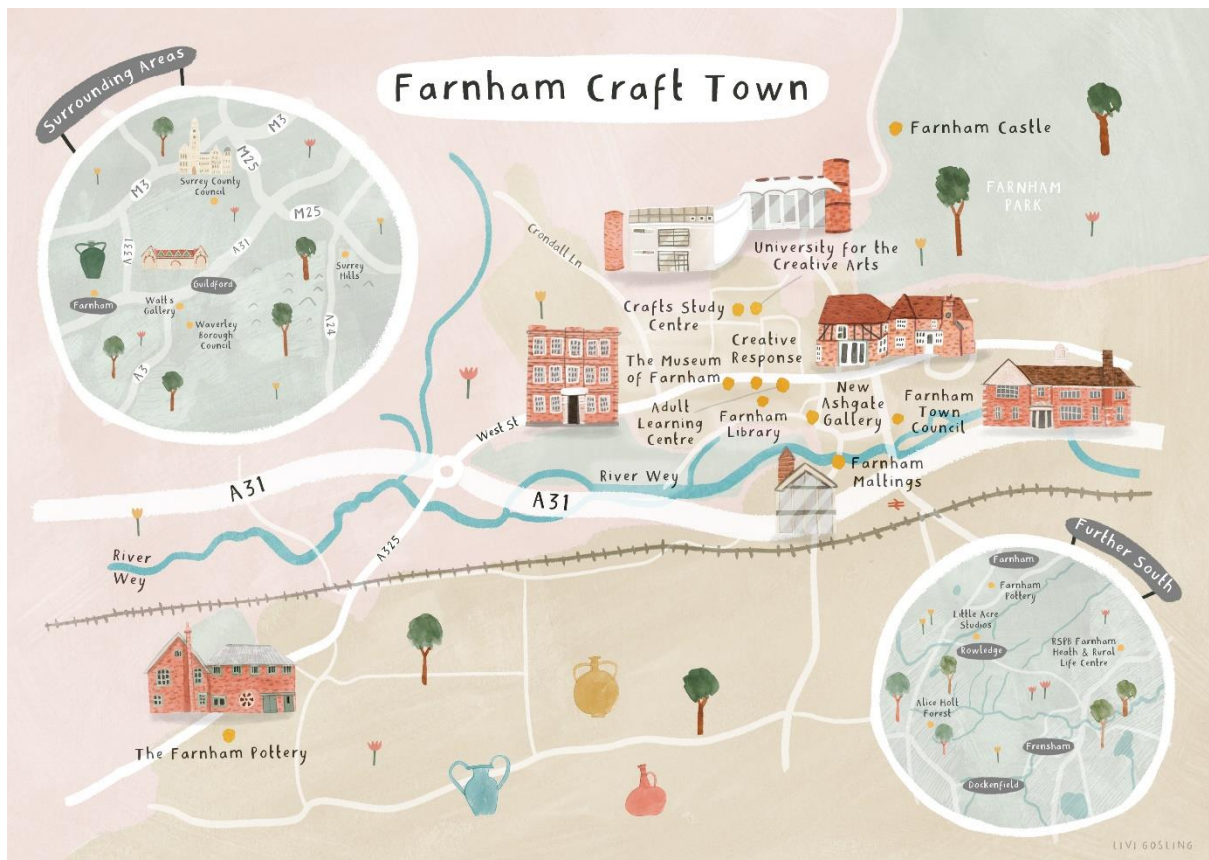 Farnham Craft Town
Surrounding Areas
M3
M25
Surrey County
Council
M3
M25
A331
A31
Surrey
Hills
Guildford
Farnham
Watts
Gallery
Waverley
Borough
Council
A24
A3
Farnham Castle
FARNHAM
PARK
University for the
Creative Arts
Crondall Ln
Crafts Study
Centre
Creative
Response
The Museum
of Farnham
Adult
Learning
Centre
Farnham
Library
New
Ashgate
Gallery
Farnham
Town
Council
West St
River Wey
Farnham
Maltings
A31
A31
River
Wey
A325
The Farnham Pottery
Further South
Farnham
Farnham
Pottery
Little Acre
Studios
Rowledge
RSPB Farnham
Heath & Rural
Life Centre
Alice Holt
Forest
Frensham
Dockenfield
LIVI GOSLING